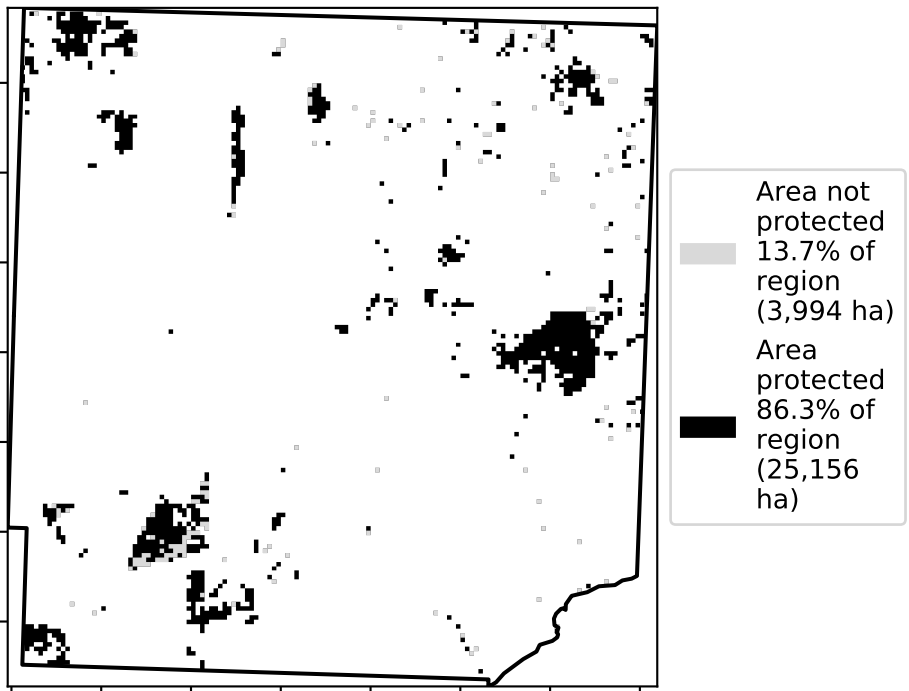 Area not
protected
13.7% of
region
(3,994 ha)
Area
protected
86.3% of
region
(25,156
ha)